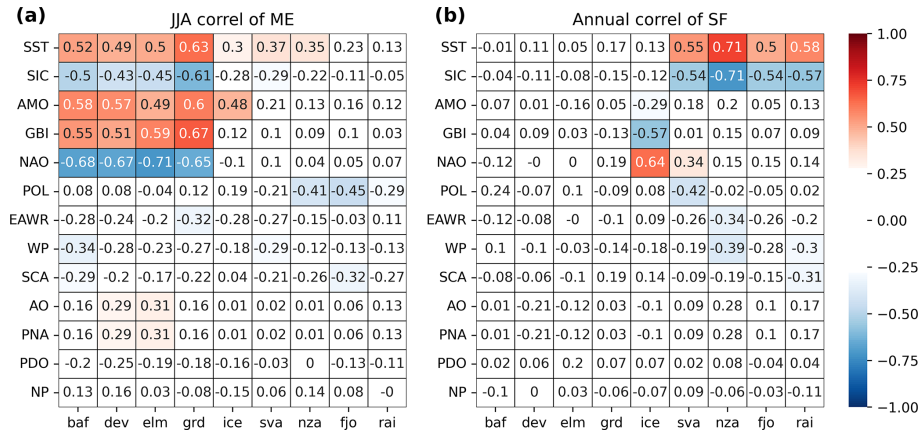 (a) JJA correl of ME
SST 0.52 0.49 0.5 0.63 0.3 0.37 0.35 0.23 0.13
SIC -0.5 -0.43 -0.45 -0.61 -0.28 -0.29 -0.22 -0.11 -0.05
AMO 0.58 0.57 0.49 0.6 0.48 0.21 0.13 0.16 0.12
GBI 0.55 0.51 0.59 0.67 0.12 0.1 0.09 0.1 0.03
NAO -0.68 -0.67 -0.71 -0.65 -0.1 0.1 0.04 0.05 0.07
POL 0.08 0.08 -0.04 0.12 0.19 -0.21 -0.41 -0.45 -0.29
EAWR -0.28 -0.24 -0.2 -0.32 -0.28 -0.27 -0.15 -0.03 0.11
WP -0.34 -0.28 -0.23 -0.27 -0.18 -0.29 -0.12 -0.13 -0.13
SCA -0.29 -0.2 -0.17 -0.22 0.04 -0.21 -0.26 -0.32 -0.27
AO 0.16 0.29 0.31 0.16 0.01 0.02 0.01 0.06 0.13
PNA 0.16 0.29 0.31 0.16 0.01 0.02 0.01 0.06 0.13
PDO -0.2 -0.25 -0.19 -0.18 -0.16 -0.03 0 -0.13 -0.11
NP 0.13 0.16 0.03 -0.08 -0.15 0.06 0.14 0.08 -0
baf dev elm grd ice sva nza fjo rai
(b) Annual correl of SF
SST -0.01 0.11 0.05 0.17 0.13 0.55 0.71 0.5 0.58
SIC -0.04 -0.11 -0.08 -0.15 -0.12 -0.54 -0.71 -0.54 -0.57
AMO 0.07 0.01 -0.16 0.05 -0.29 0.18 0.2 0.05 0.13
GBI 0.04 0.09 0.03 -0.13 -0.57 0.01 0.15 0.07 0.09
NAO -0.12 -0 0 0.19 0.64 0.34 0.15 0.15 0.14
POL -0.24 -0.07 0.1 -0.09 0.08 -0.42 -0.02 -0.05 0.02
EAWR -0.12 -0.08 -0 -0.1 0.09 -0.26 -0.34 -0.26 -0.2
WP 0.1 -0.1 -0.03 -0.14 -0.18 -0.19 -0.39 -0.28 -0.3
SCA -0.08 -0.06 -0.1 0.19 0.14 -0.09 -0.19 -0.15 -0.31
AO 0.01 -0.21 -0.12 0.03 -0.1 0.09 0.28 0.1 0.17
PNA 0.01 -0.21 -0.12 0.03 -0.1 0.09 0.28 0.1 0.17
PDO 0.02 0.06 0.2 0.07 0.07 0.02 0.08 -0.04 0.04
NP -0.1 0 0.03 -0.06 -0.07 0.09 -0.06 -0.03 -0.11
baf dev elm grd ice sva nza fjo rai
1.00
0.75
0.50
0.25
0.00
−0.25
−0.50
−0.75
−1.00